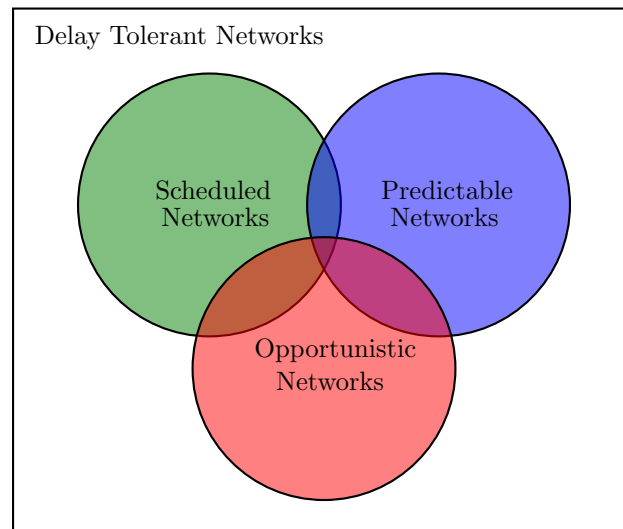 Delay Tolerant Networks
Scheduled
Networks
Predictable
Networks
Opportunistic
Networks